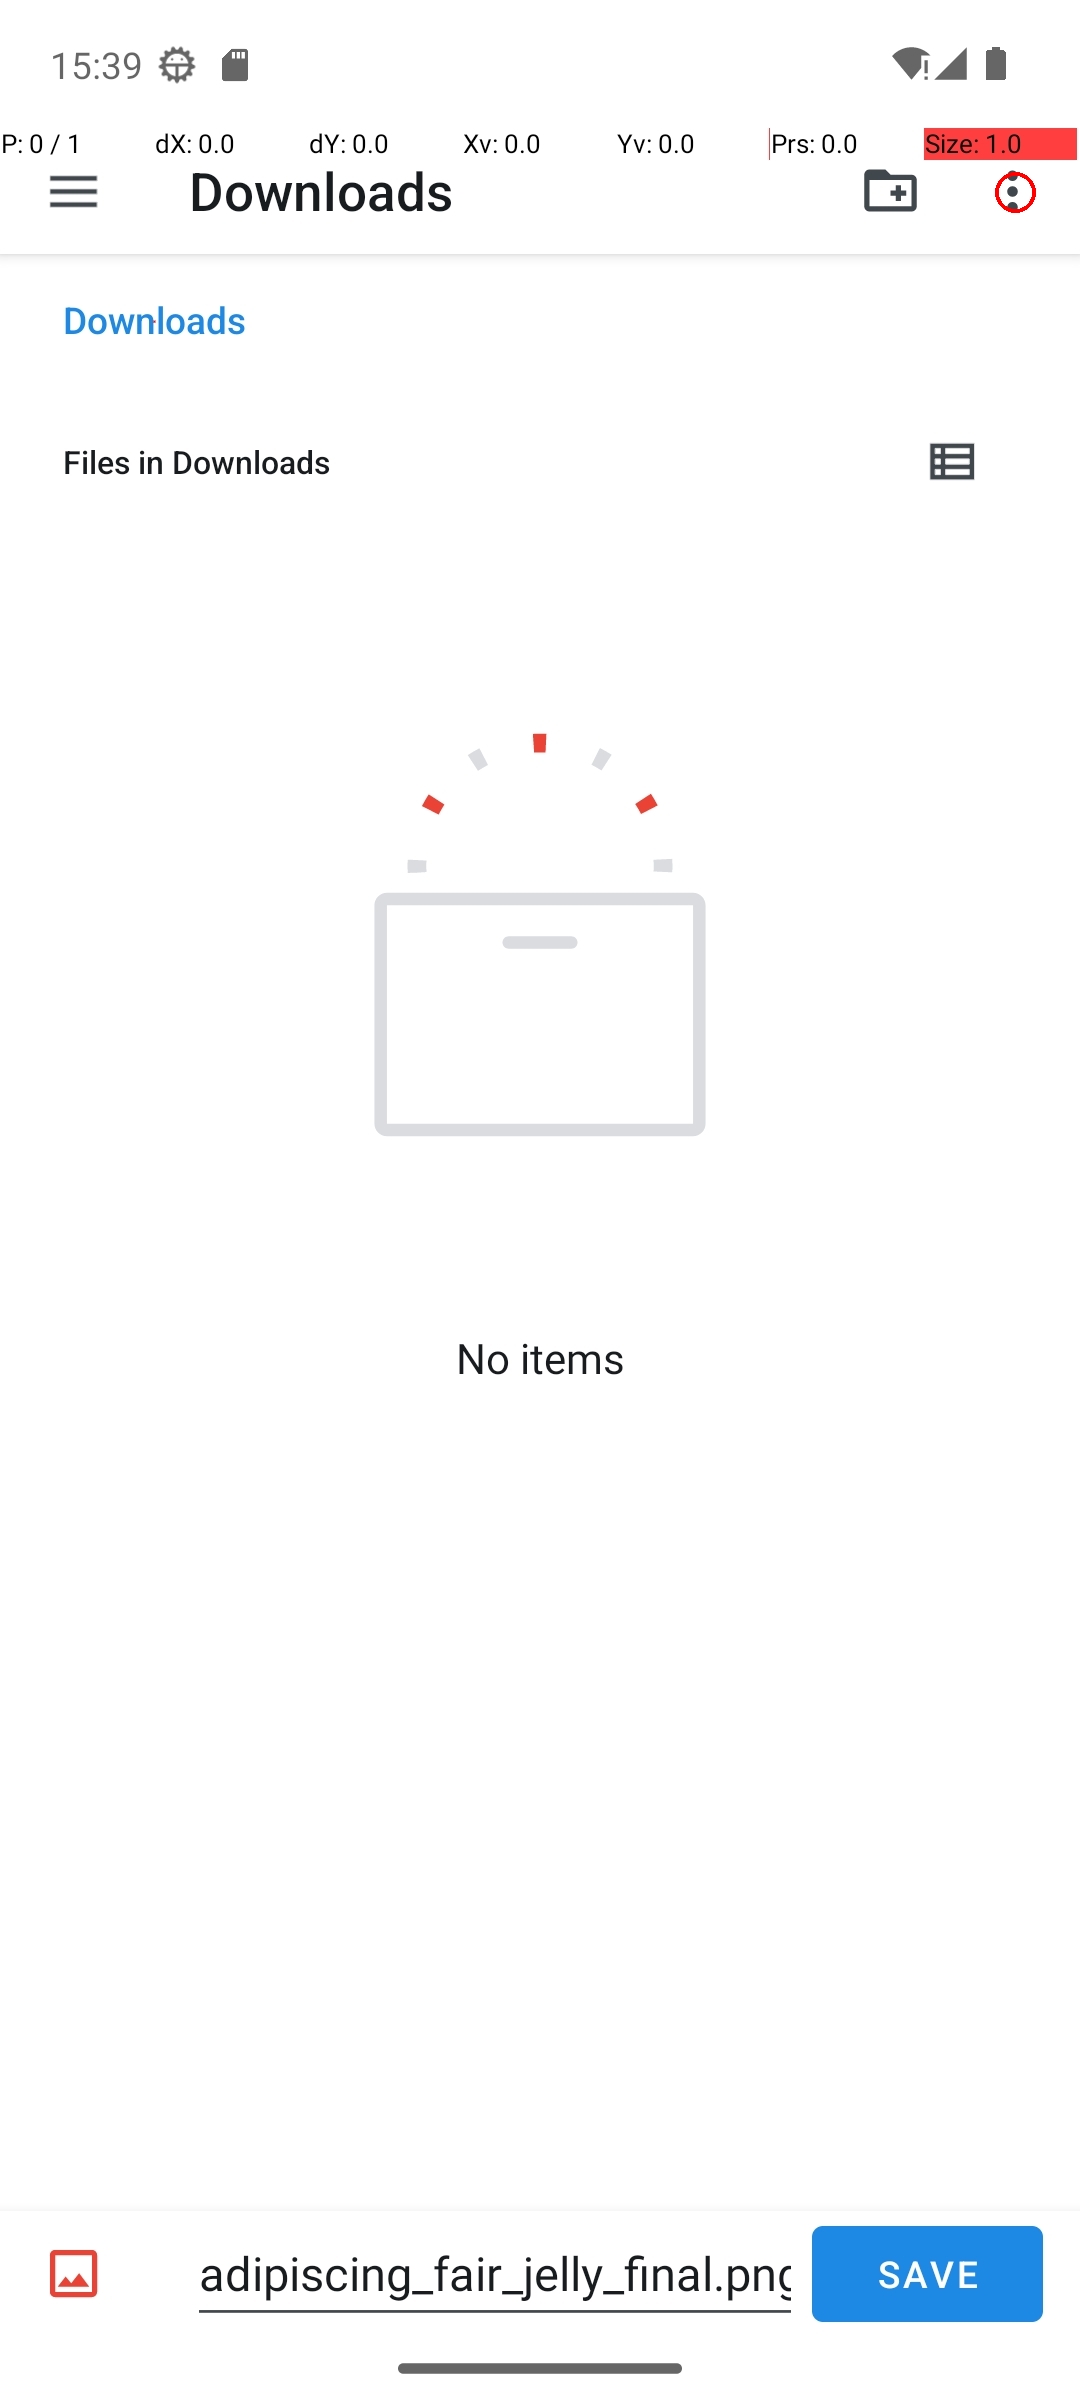 15:39
P: 0 / 1 dX: 0.0 dY: 0.0 Xv: 0.0 Yv: 0.0 Prs: 0.0 Size: 1.0
Downloads
Downloads
Files in Downloads
No items
adipiscing_fair_jelly_final.png
SAVE